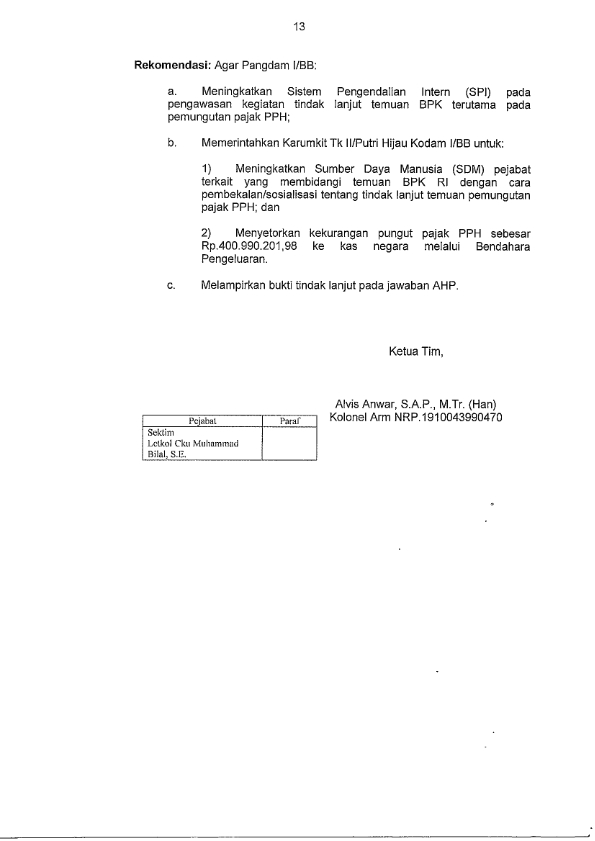 13
Rekomendasi: Agar Pangdam I/BB:
a. Meningkatkan Sistem Pengendalian Intern (SPI) pada
pengawasan kegiatan tindak lanjut temuan BPK terutama pada
pemungutan pajak PPH;
b. Memerintahkan Karumkit Tk II/Putri Hijau Kodam I/BB untuk:
1) Meningkatkan Sumber Daya Manusia (SDM) pejabat
terkait yang membidangi temuan BPK RI dengan cara
pembekalan/sosialisasi tentang tindak lanjut temuan pemungutan
pajak PPH; dan
2) Menyetorkan kekurangan pungut pajak PPH sebesar
Rp.400.990.201,98 ke kas negara melalui Bendahara
Pengeluaran.
c. Melampirkan bukti tindak lanjut pada jawaban AHP.
Ketua Tim,
Alvis Anwar, S.A.P., M.Tr. (Han)
Kolonel Arm NRP.1910043990470
Pejabat Paraf
Sektim
Letkol Cku Muhammad
Bilal, S.E.